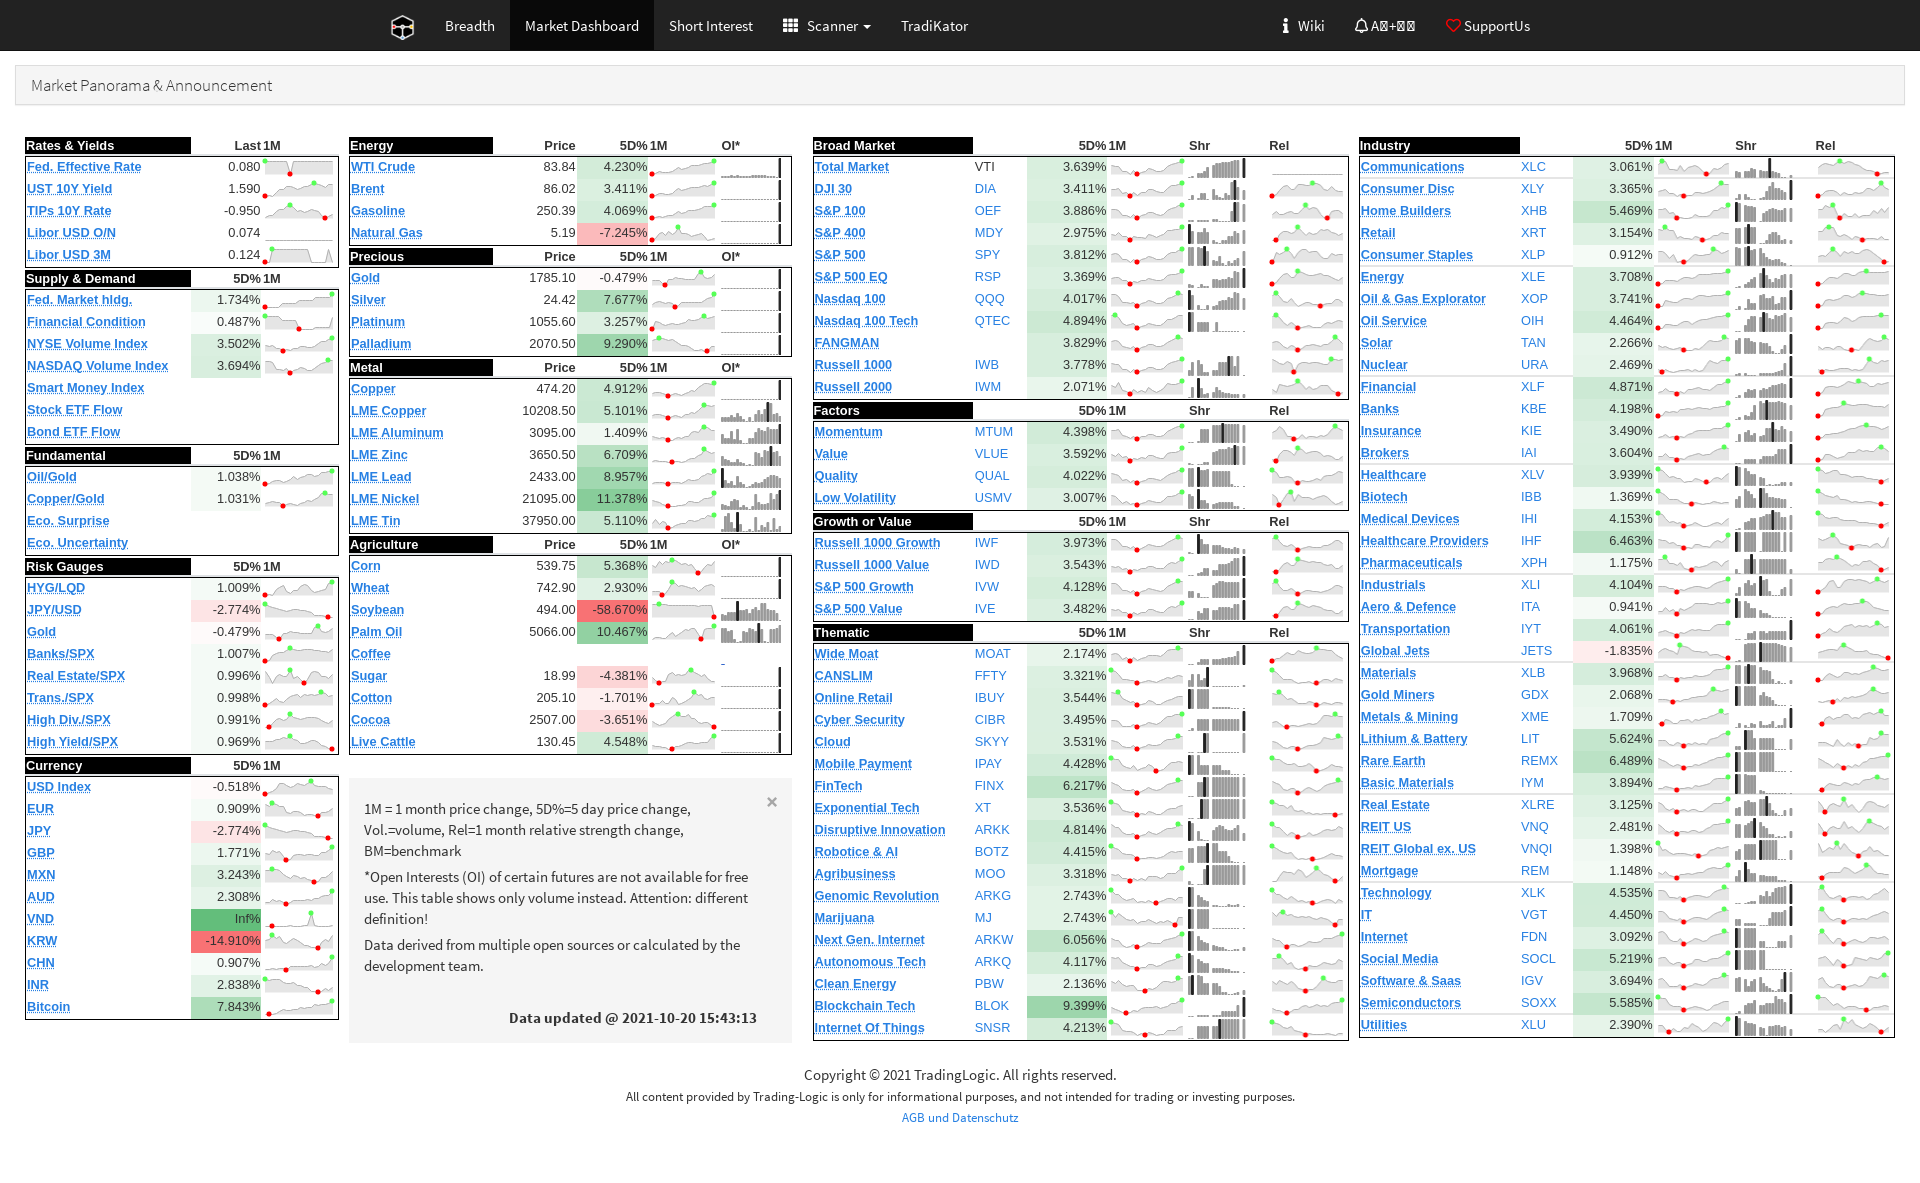 Breadth Market Dashboard Short Interest Scanner TradiKator Wiki SupportUs
Market Panorama & Announcement
Rates & Yields Last 1M
Fed. Effective Rate 0.080
UST 10Y Yield 1.590
TIPs 10Y Rate -0.950
Libor USD O/N 0.074
Libor USD 3M 0.124
Supply & Demand 5D% 1M
Fed. Market hldg. 1.734%
Financial Condition 0.487%
NYSE Volume Index 3.502%
NASDAQ Volume Index 3.694%
Smart Money Index
Stock ETF Flow
Bond ETF Flow
Fundamental 5D% 1M
Oil/Gold 1.038%
Copper/Gold 1.031%
Eco. Surprise
Eco. Uncertainty
Risk Gauges 5D% 1M
HYG/LQD 1.009%
JPY/USD -2.774%
Gold -0.479%
Banks/SPX 1.007%
Real Estate/SPX 0.996%
Trans./SPX 0.998%
High Div./SPX 0.991%
High Yield/SPX 0.969%
Currency 5D% 1M
USD Index -0.518%
EUR 0.909%
JPY -2.774%
GBP 1.771%
MXN 3.243%
AUD 2.308%
VND Inf%
KRW -14.910%
CHN 0.907%
INR 2.838%
Bitcoin 7.843%
Energy Price 5D% 1M OI*
WTI Crude 83.84 4.230%
Brent 86.02 3.411%
Gasoline 250.39 4.069%
Natural Gas 5.19 -7.245%
Precious Price 5D% 1M OI*
Gold 1785.10 -0.479%
Silver 24.42 7.677%
Platinum 1055.60 3.257%
Palladium 2070.50 9.290%
Metal Price 5D% 1M OI*
Copper 474.20 4.912%
LME Copper 10208.50 5.101%
LME Aluminum 3095.00 1.409%
LME Zinc 3650.50 6.709%
LME Lead 2433.00 8.957%
LME Nickel 21095.00 11.378%
LME Tin 37950.00 5.110%
Agriculture Price 5D% 1M OI*
Corn 539.75 5.368%
Wheat 742.90 2.930%
Soybean 494.00 -58.670%
Palm Oil 5066.00 10.467%
Coffee -
Sugar 18.99 -4.381%
Cotton 205.10 -1.701%
Cocoa 2507.00 -3.651%
Live Cattle 130.45 4.548%
×
1M = 1 month price change, 5D%=5 day price change,
Vol.=volume, Rel=1 month relative strength change,
BM=benchmark
*Open Interests (OI) of certain futures are not available for free
use. This table shows only volume instead. Attention: different
definition!
Data derived from multiple open sources or calculated by the
development team.
Data updated @ 2021-10-20 15:43:13
Broad Market 5D% 1M Shr Rel
Total Market VTI 3.639%
DJI 30 DIA 3.411%
S&P 100 OEF 3.886%
S&P 400 MDY 2.975%
S&P 500 SPY 3.812%
S&P 500 EQ RSP 3.369%
Nasdaq 100 QQQ 4.017%
Nasdaq 100 Tech QTEC 4.894%
FANGMAN 3.829%
Russell 1000 IWB 3.778%
Russell 2000 IWM 2.071%
Factors 5D% 1M Shr Rel
Momentum MTUM 4.398%
Value VLUE 3.592%
Quality QUAL 4.022%
Low Volatility USMV 3.007%
Growth or Value 5D% 1M Shr Rel
Russell 1000 Growth IWF 3.973%
Russell 1000 Value IWD 3.543%
S&P 500 Growth IVW 4.128%
S&P 500 Value IVE 3.482%
Thematic 5D% 1M Shr Rel
Wide Moat MOAT 2.174%
CANSLIM FFTY 3.321%
Online Retail IBUY 3.544%
Cyber Security CIBR 3.495%
Cloud SKYY 3.531%
Mobile Payment IPAY 4.428%
FinTech FINX 6.217%
Exponential Tech XT 3.536%
Disruptive Innovation ARKK 4.814%
Robotice & AI BOTZ 4.415%
Agribusiness MOO 3.318%
Genomic Revolution ARKG 2.743%
Marijuana MJ 2.743%
Next Gen. Internet ARKW 6.056%
Autonomous Tech ARKQ 4.117%
Clean Energy PBW 2.136%
Blockchain Tech BLOK 9.399%
Internet Of Things SNSR 4.213%
Industry 5D% 1M Shr Rel
Communications XLC 3.061%
Consumer Disc XLY 3.365%
Home Builders XHB 5.469%
Retail XRT 3.154%
Consumer Staples XLP 0.912%
Energy XLE 3.708%
Oil & Gas Explorator XOP 3.741%
Oil Service OIH 4.464%
Solar TAN 2.266%
Nuclear URA 2.469%
Financial XLF 4.871%
Banks KBE 4.198%
Insurance KIE 3.490%
Brokers IAI 3.604%
Healthcare XLV 3.939%
Biotech IBB 1.369%
Medical Devices IHI 4.153%
Healthcare Providers IHF 6.463%
Pharmaceuticals XPH 1.175%
Industrials XLI 4.104%
Aero & Defence ITA 0.941%
Transportation IYT 4.061%
Global Jets JETS -1.835%
Materials XLB 3.968%
Gold Miners GDX 2.068%
Metals & Mining XME 1.709%
Lithium & Battery LIT 5.624%
Rare Earth REMX 6.489%
Basic Materials IYM 3.894%
Real Estate XLRE 3.125%
REIT US VNQ 2.481%
REIT Global ex. US VNQI 1.398%
Mortgage REM 1.148%
Technology XLK 4.535%
IT VGT 4.450%
Internet FDN 3.092%
Social Media SOCL 5.219%
Software & Saas IGV 3.694%
Semiconductors SOXX 5.585%
Utilities XLU 2.390%
Copyright © 2021 TradingLogic. All rights reserved.
All content provided by Trading-Logic is only for informational purposes, and not intended for trading or investing purposes.
AGB und Datenschutz